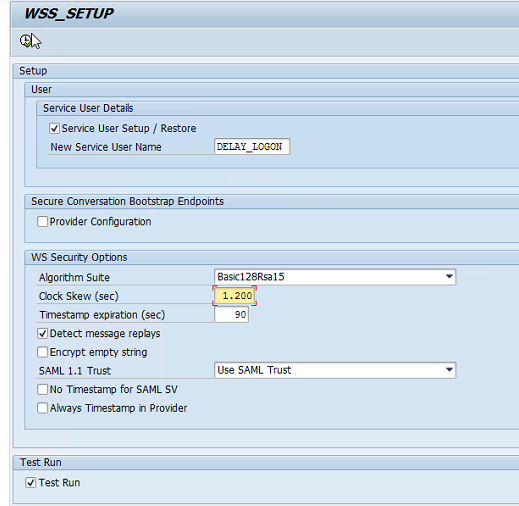 WSS_SETUP
Setup
User
Service User Details
Service User Setup / Restore
New Service User Name DELAY_LOGON
Secure Conversation Bootstrap Endpoints
Provider Configuration
WS Security Options
Algorithm Suite Basic128Rsa15
Clock Skew (sec) 1.200
Timestamp expiration (sec) 90
Detect message replays
Encrypt empty string
SAML 1.1 Trust Use SAML Trust
No Timestamp for SAML SV
Always Timestamp in Provider
Test Run
Test Run